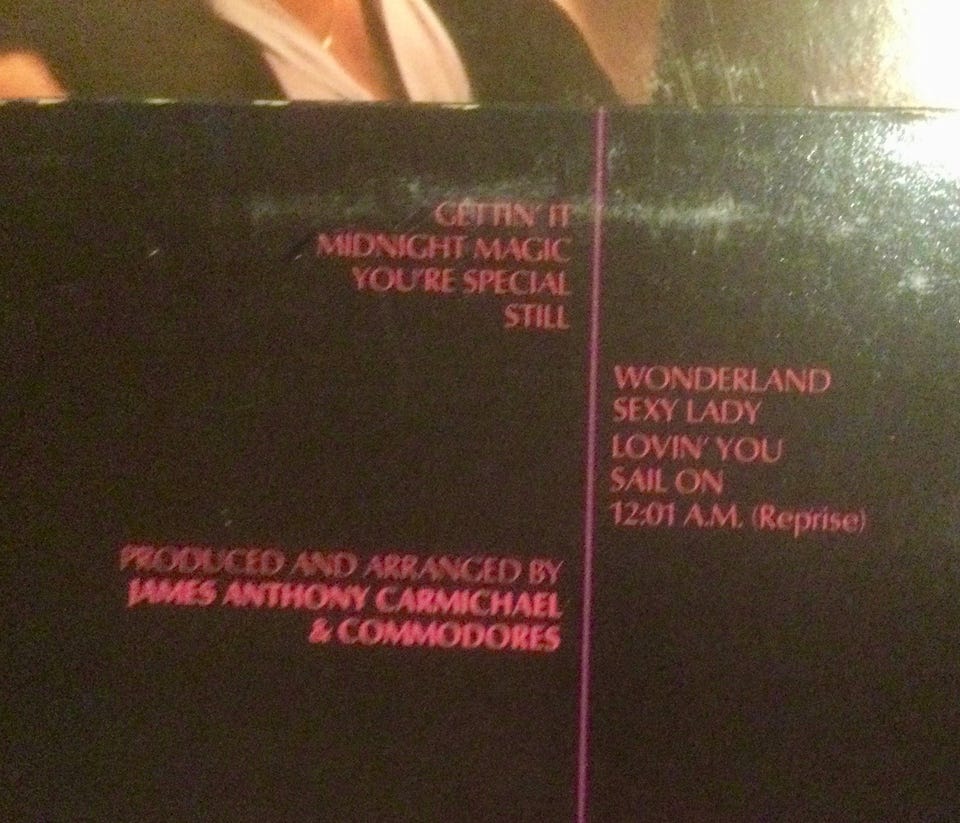 GETTIN' IT
MIDNIGHT MAGIC
YOU'RE SPECIAL
STILL
WONDERLAND
SEXY LADY
LOVIN' YOU
SAIL ON
12:01 A.M. (Reprise)
PRODUCED AND ARRANGED BY
JAMES ANTHONY CARMICHAEL
& COMMODORES